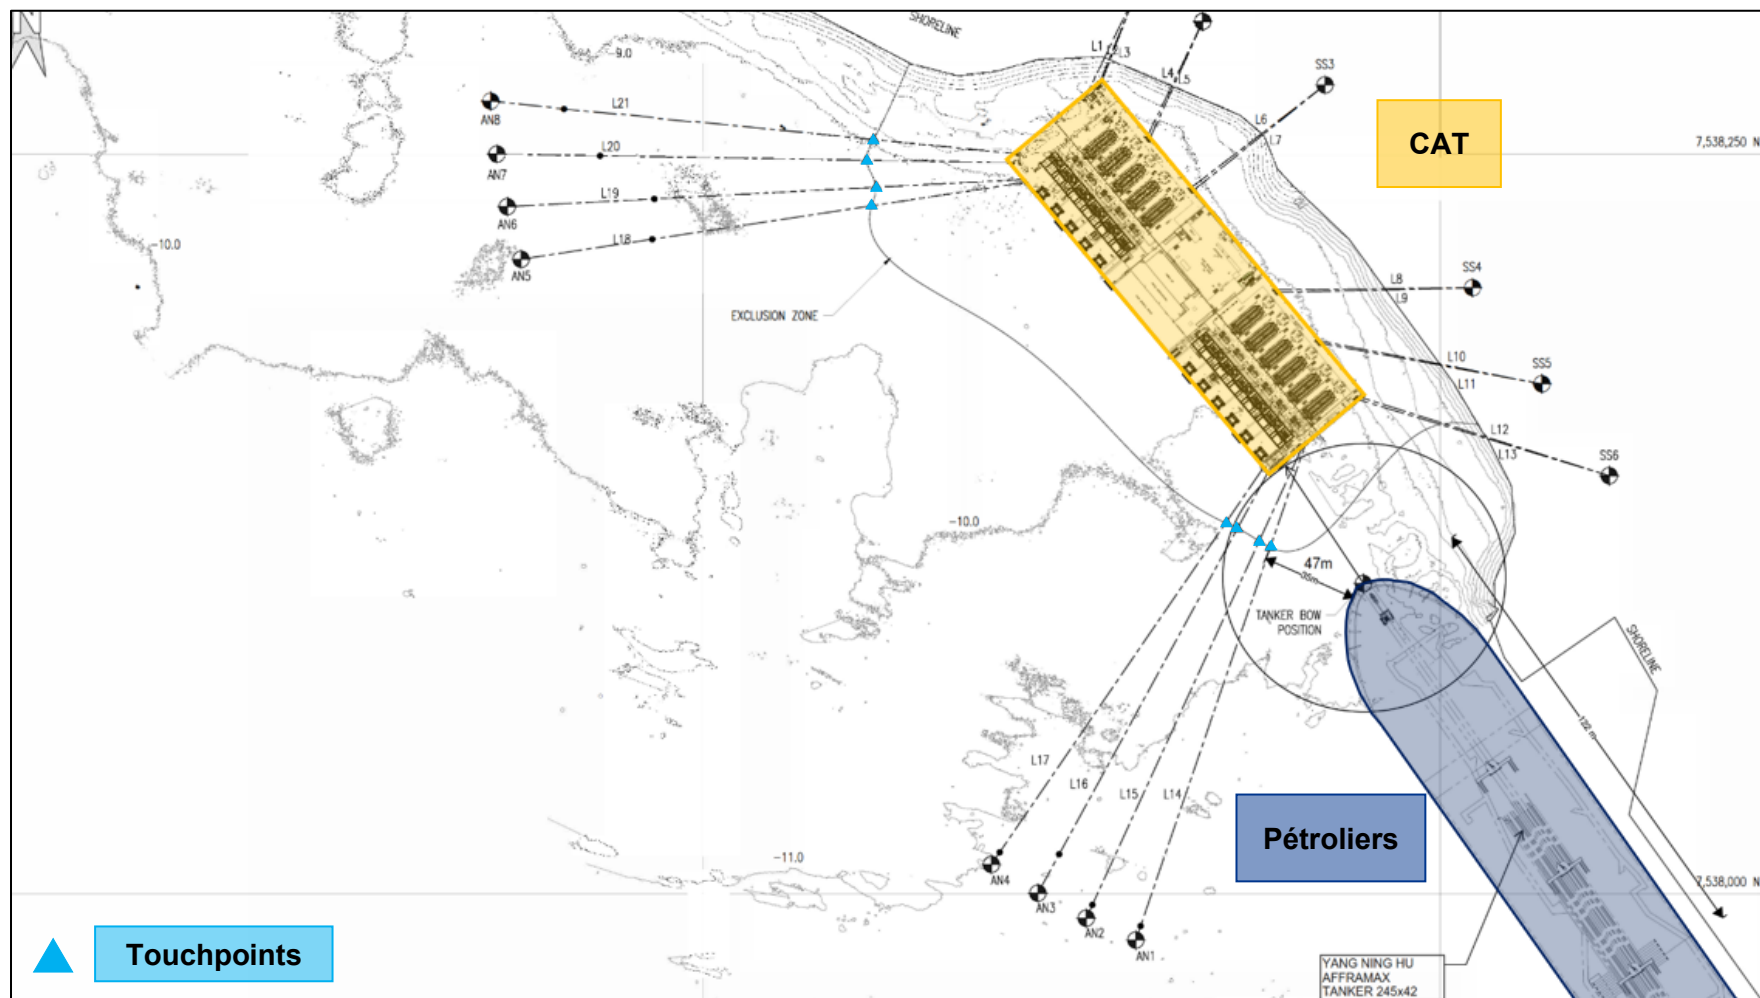 N
SHORELINE
-9.0
L1
L3
L4
L5
SS3
L6
L7
CAT
7,538,250 N
AN8
L21
AN7
L20
AN6
L19
L18
AN5
-10.0
EXCLUSION ZONE
L8
L9
SS4
L10
L11
SS5
L12
L13
SS6
-10.0
47m
35m
TANKER BOW
POSITION
SHORELINE
122 m
L17
L16
L15
L14
Pétroliers
-11.0
AN4
AN3
AN2
AN1
7,538,000 N
Touchpoints
YANG NING HU
AFFRAMAX
TANKER 245x42